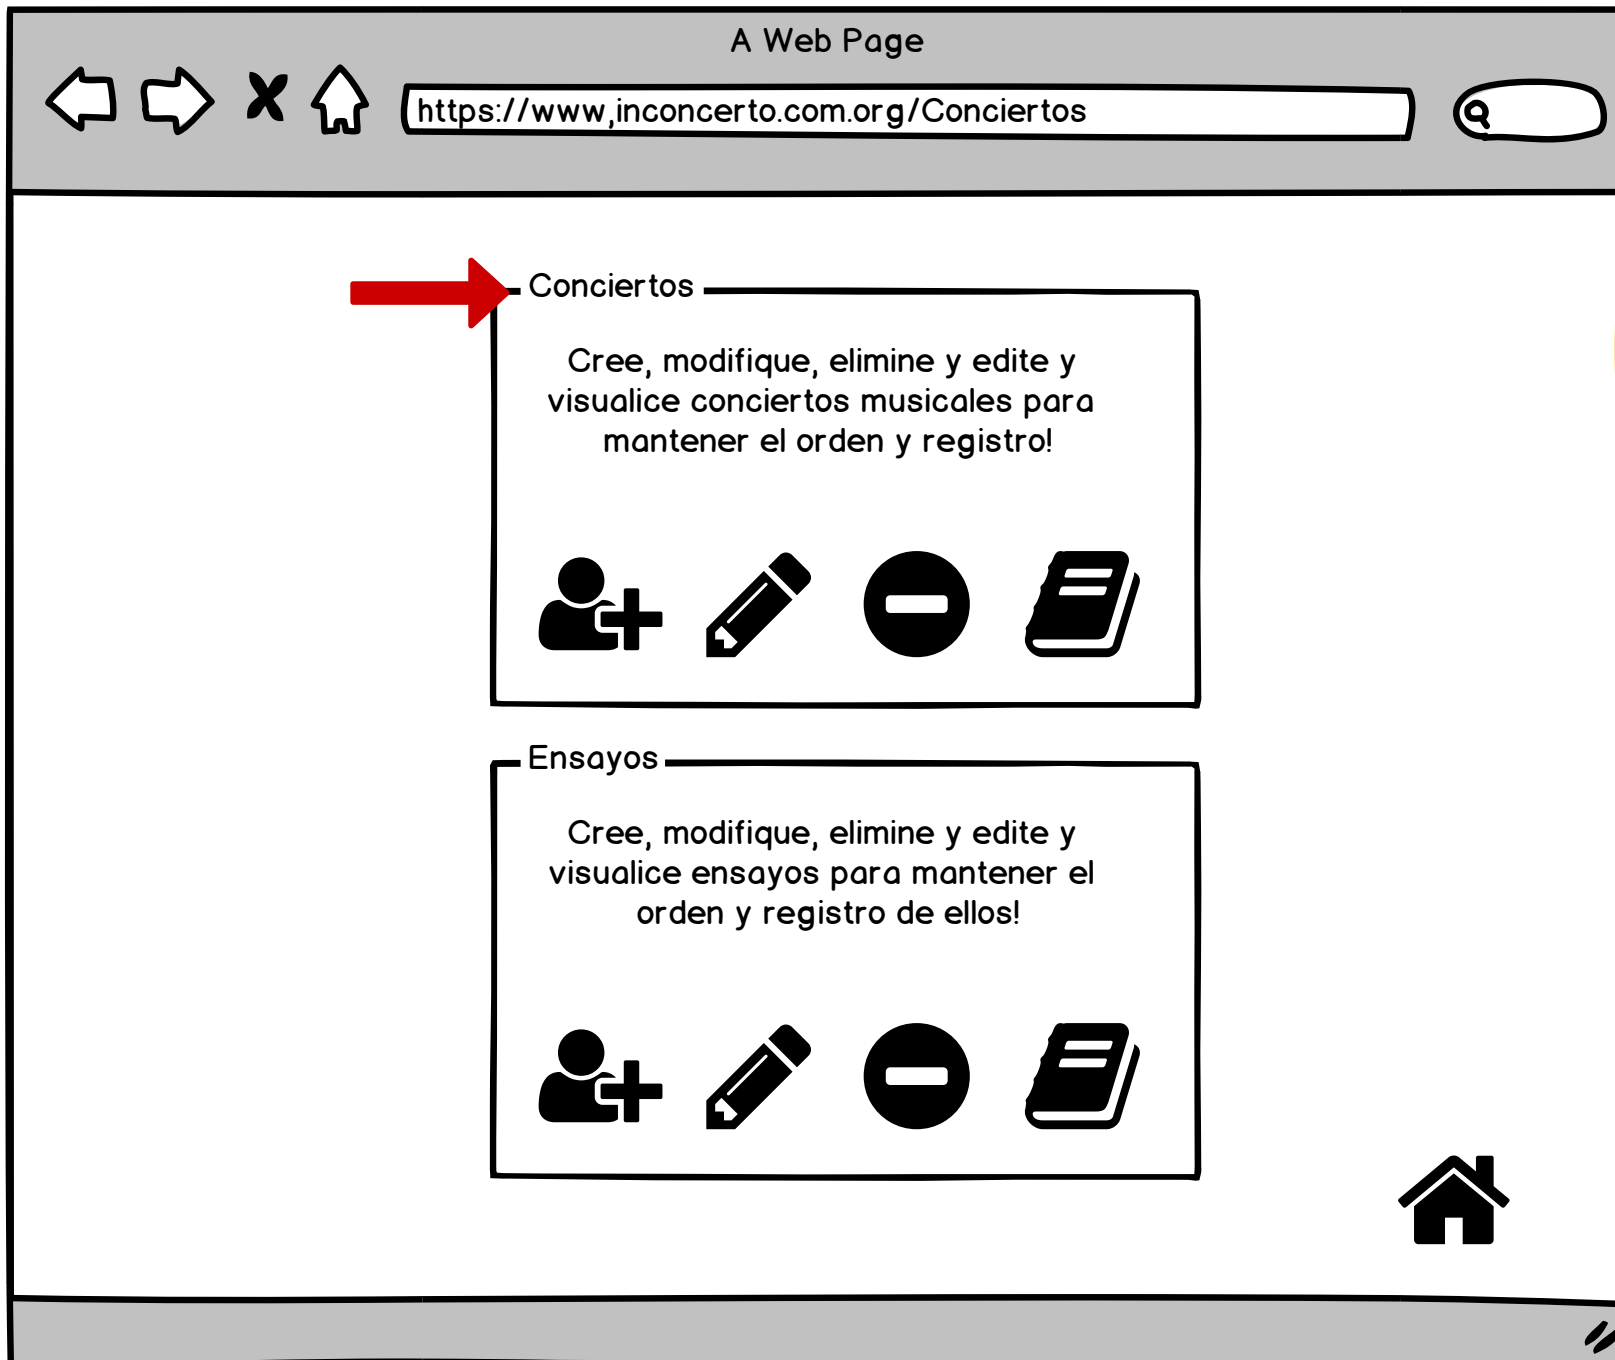 A Web Page
https://www,inconcerto.com.org/Conciertos
Conciertos
Cree, modifique, elimine y edite y
visualice conciertos musicales para
mantener el orden y registro!
Ensayos
Cree, modifique, elimine y edite y
visualice ensayos para mantener el
orden y registro de ellos!